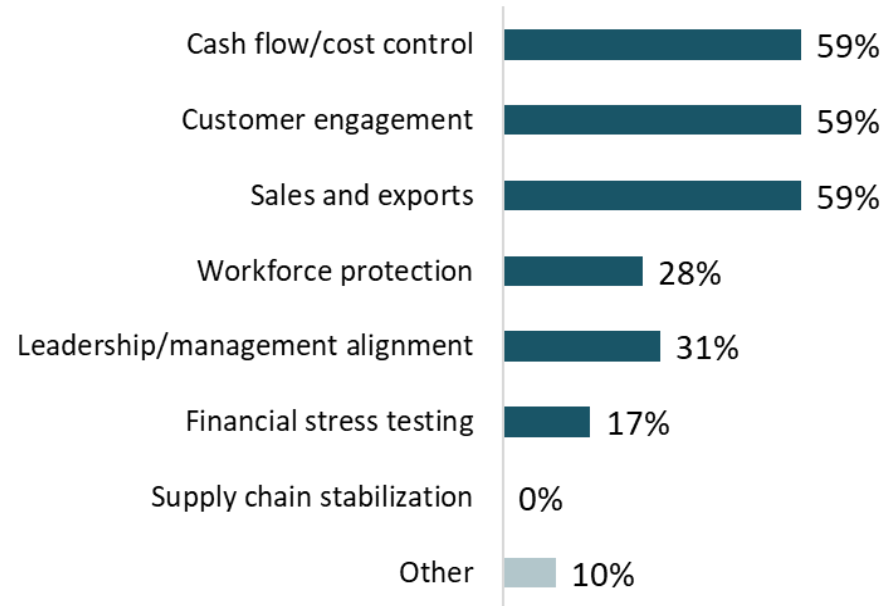 Cash flow/cost control 59%
Customer engagement 59%
Sales and exports 59%
Workforce protection 28%
Leadership/management alignment 31%
Financial stress testing 17%
Supply chain stabilization 0%
Other 10%